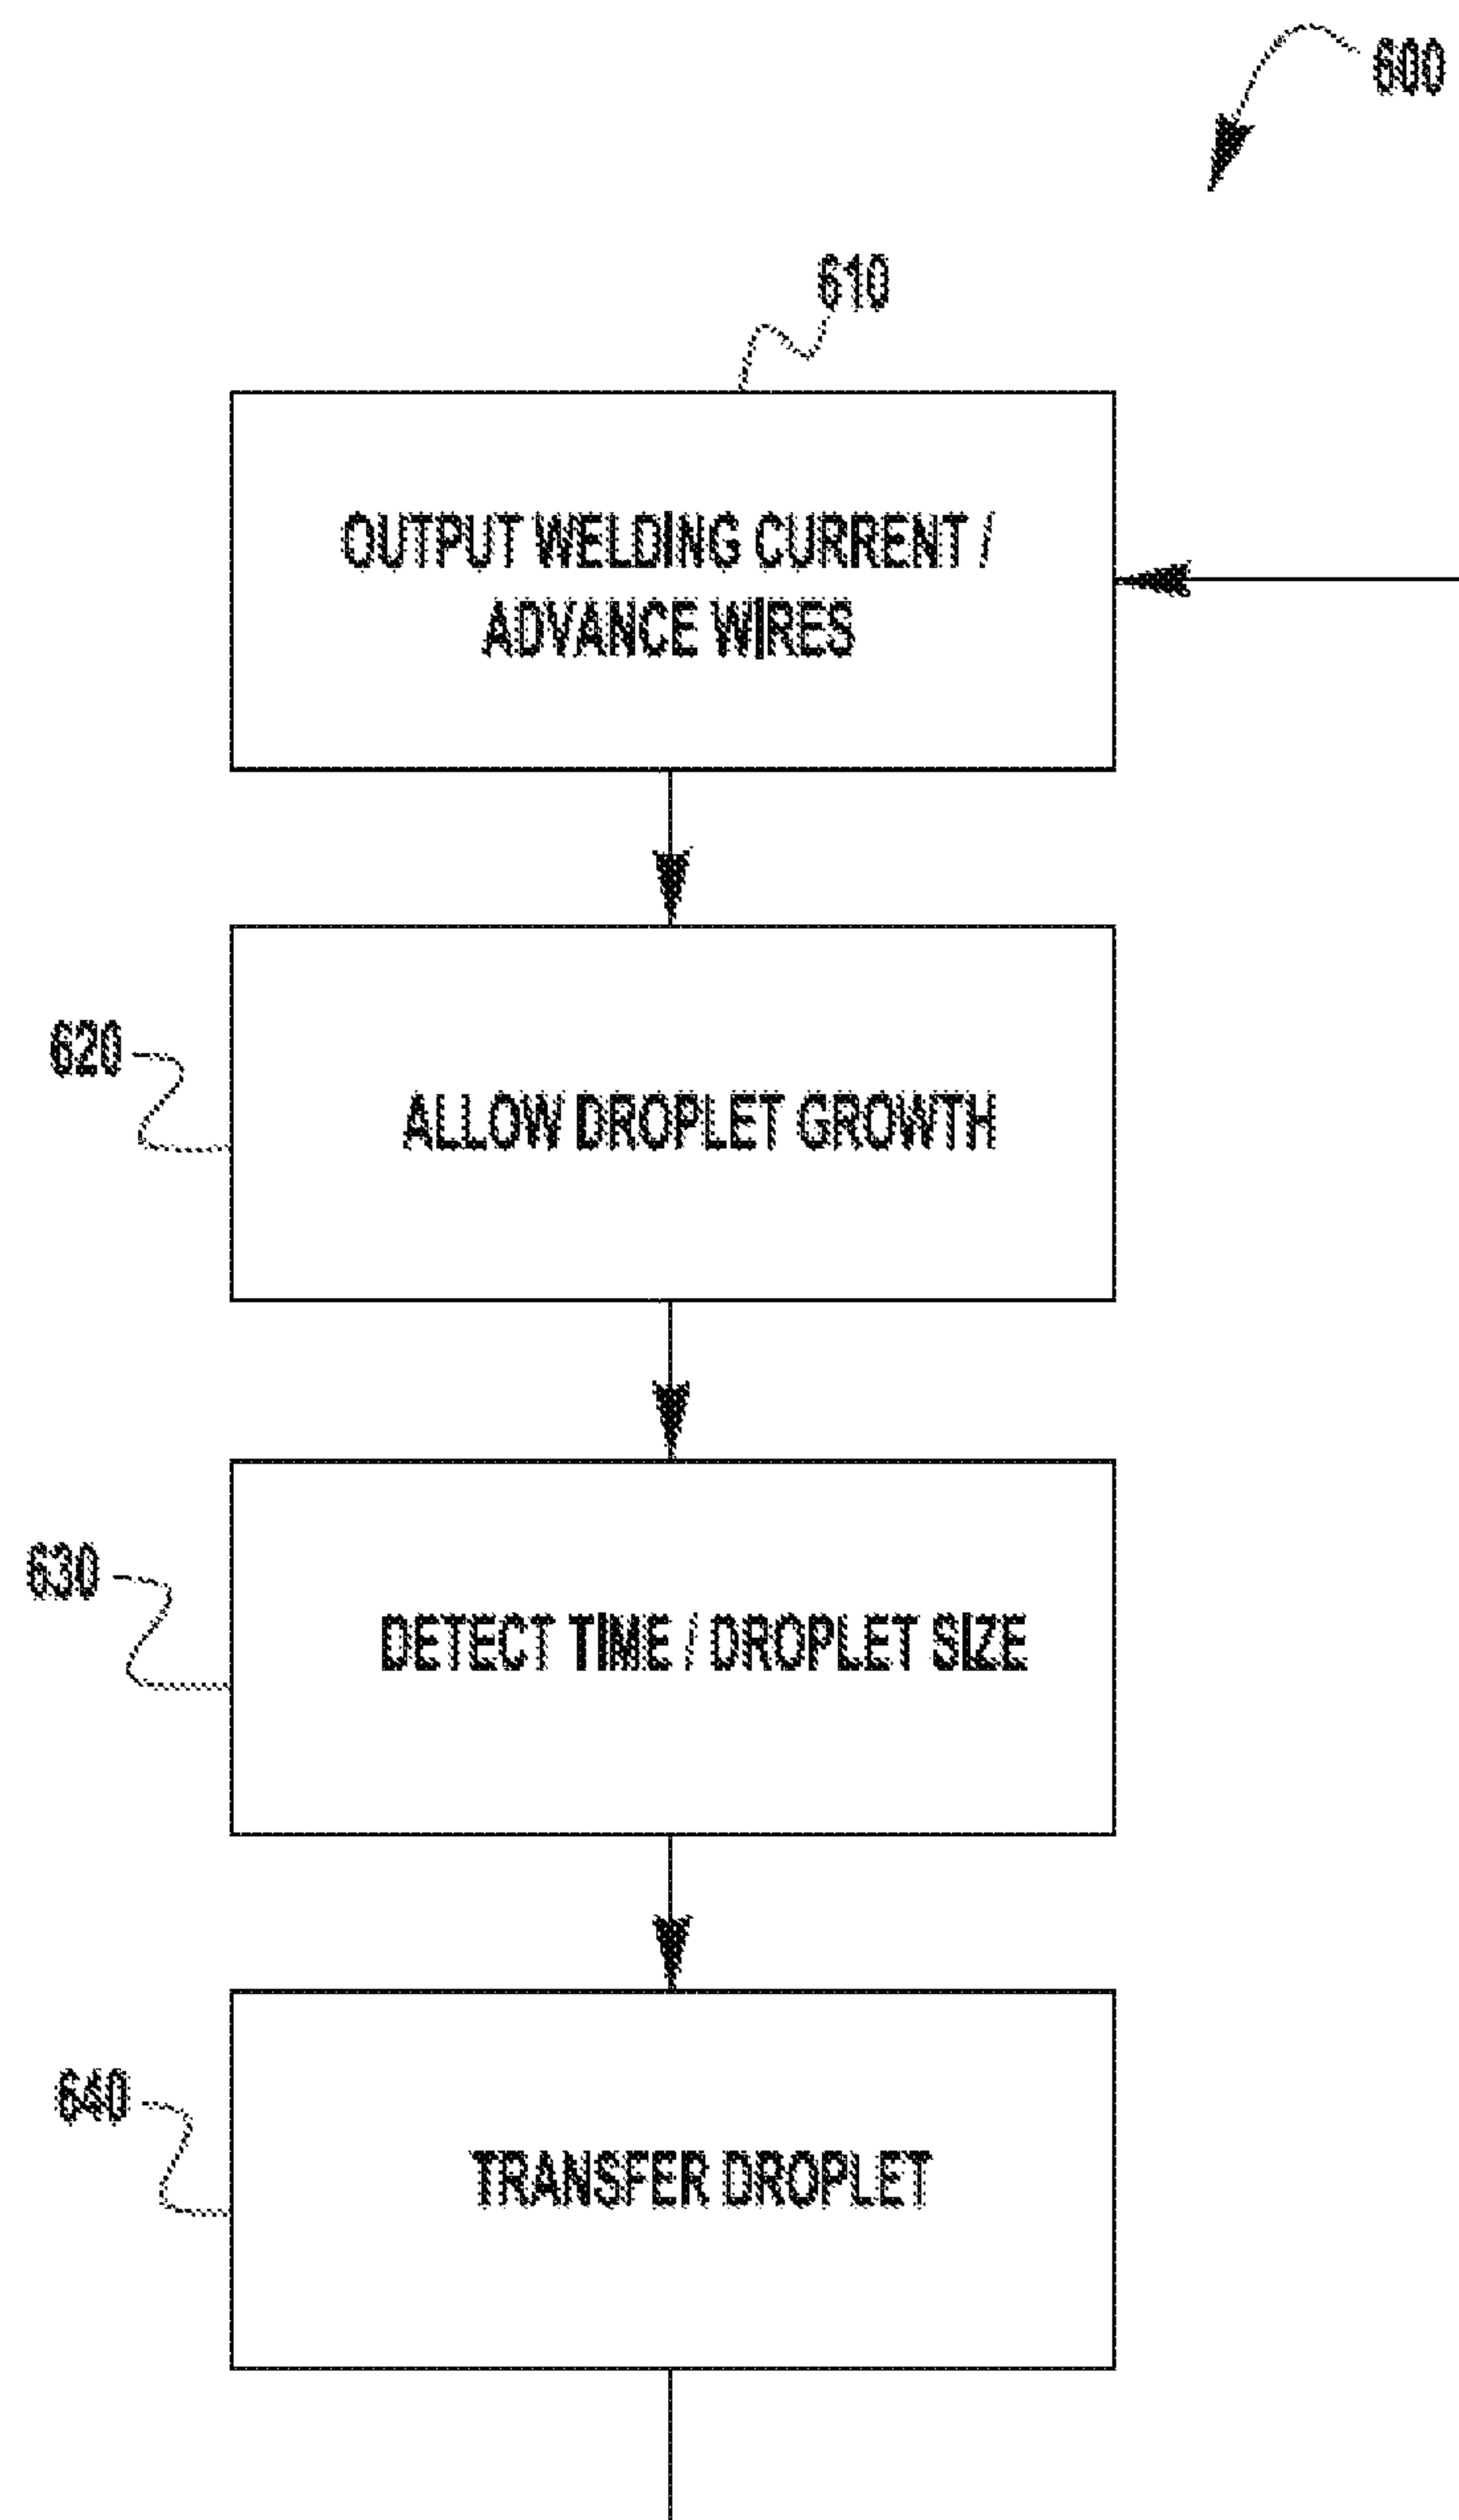 600
610
OUTPUT WELDING CURRENT /
ADVANCE WIRES
620
ALLOW DROPLET GROWTH
630
DETECT TIME / DROPLET SIZE
640
TRANSFER DROPLET